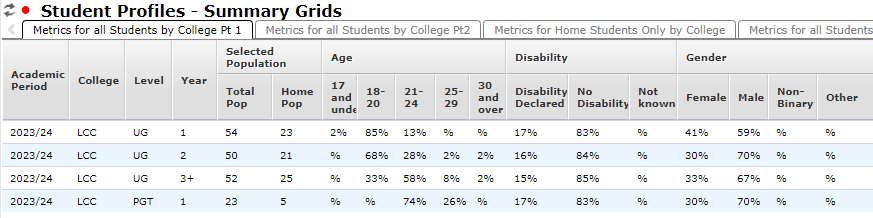 Student Profiles - Summary Grids
Metrics for all Students by College Pt 1 Metrics for all Students by College Pt2 Metrics for Home Students Only by College Metrics for all Students
Academic Period College Level Year Selected Population Age Disability Gender
Total Pop Home Pop 17 and unde 18-20 21-24 25-29 30 and over Disability Declared No Disability Not known Female Male Non-Binary Other
2023/24 LCC UG 1 54 23 2% 85% 13% % % 17% 83% % 41% 59% % %
2023/24 LCC UG 2 50 21 % 68% 28% 2% 2% 16% 84% % 30% 70% % %
2023/24 LCC UG 3+ 52 25 % 33% 58% 8% 2% 15% 85% % 33% 67% % %
2023/24 LCC PGT 1 23 5 % % 74% 26% % 17% 83% % 30% 70% % %